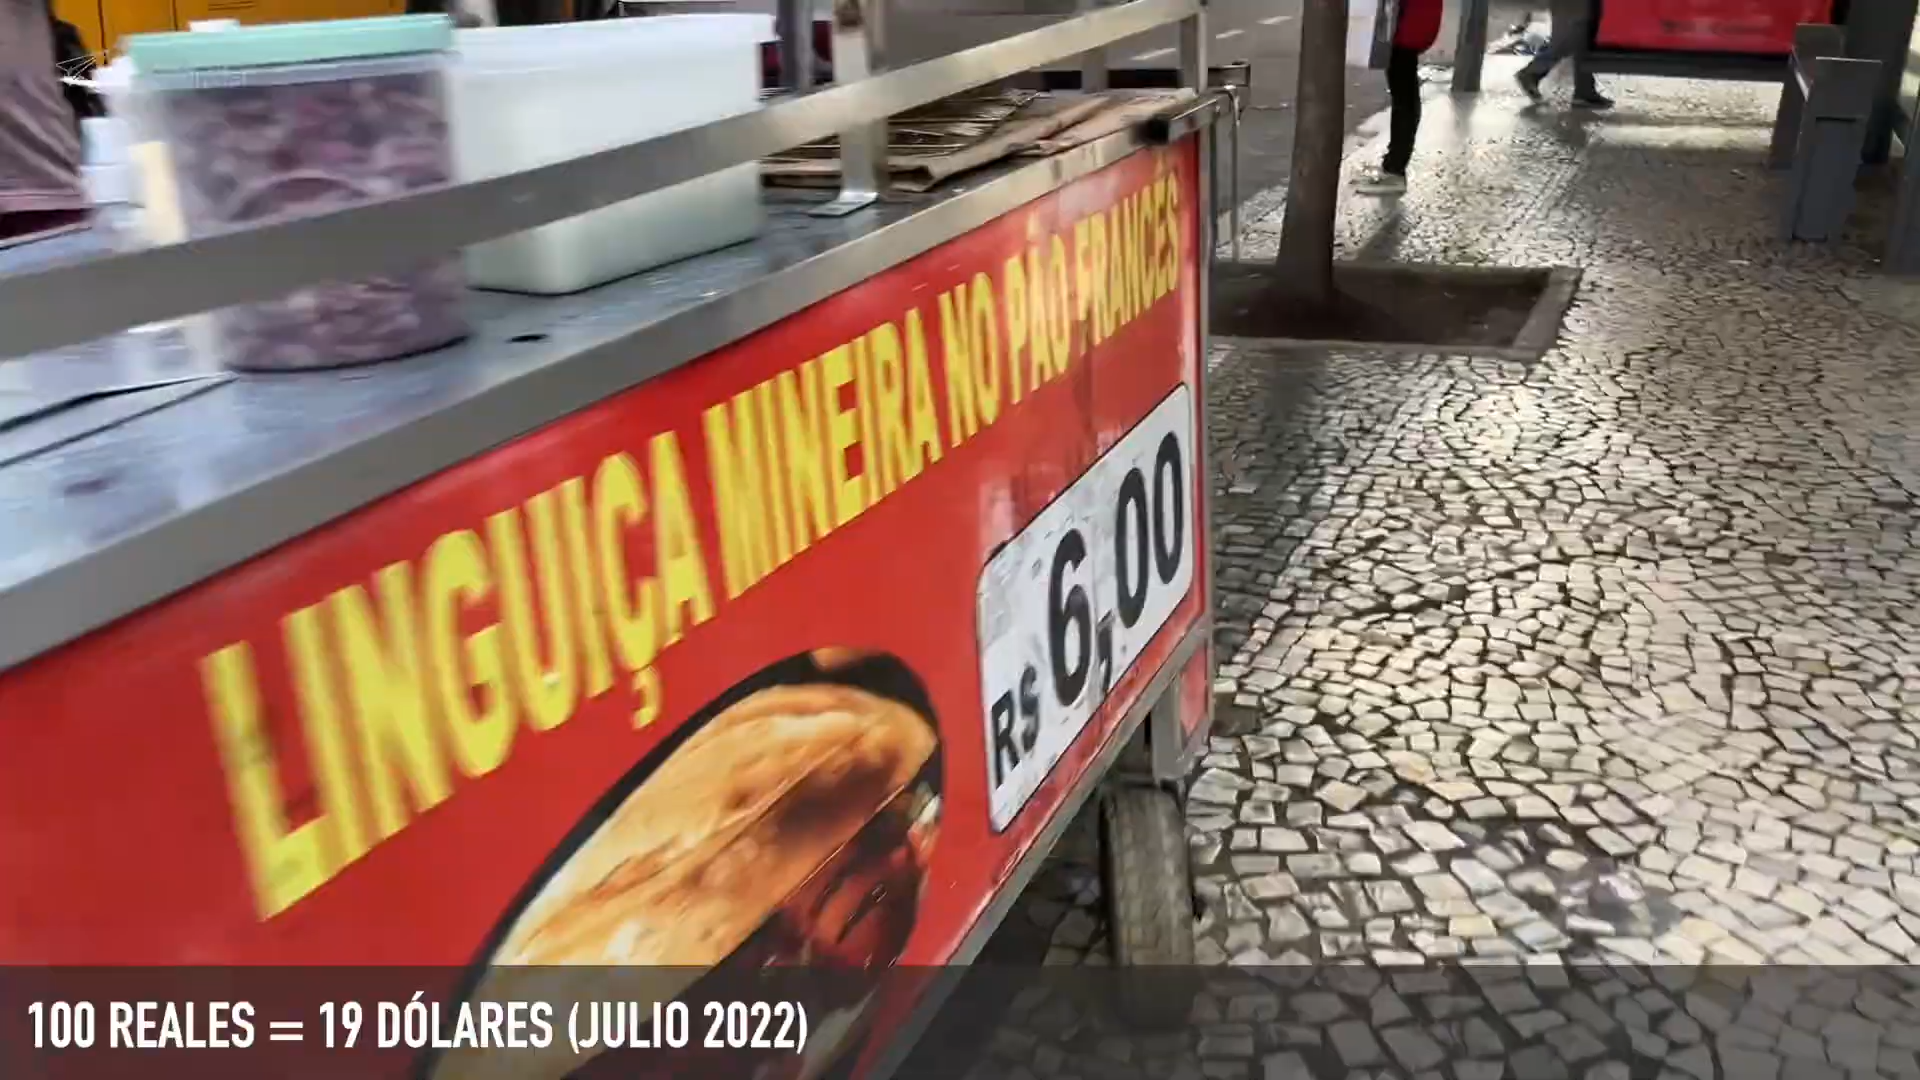 LINGUIÇA MINEIRA NO PÃO FRANCÊS
R$ 6,00
100 REALES = 19 DÓLARES (JULIO 2022)